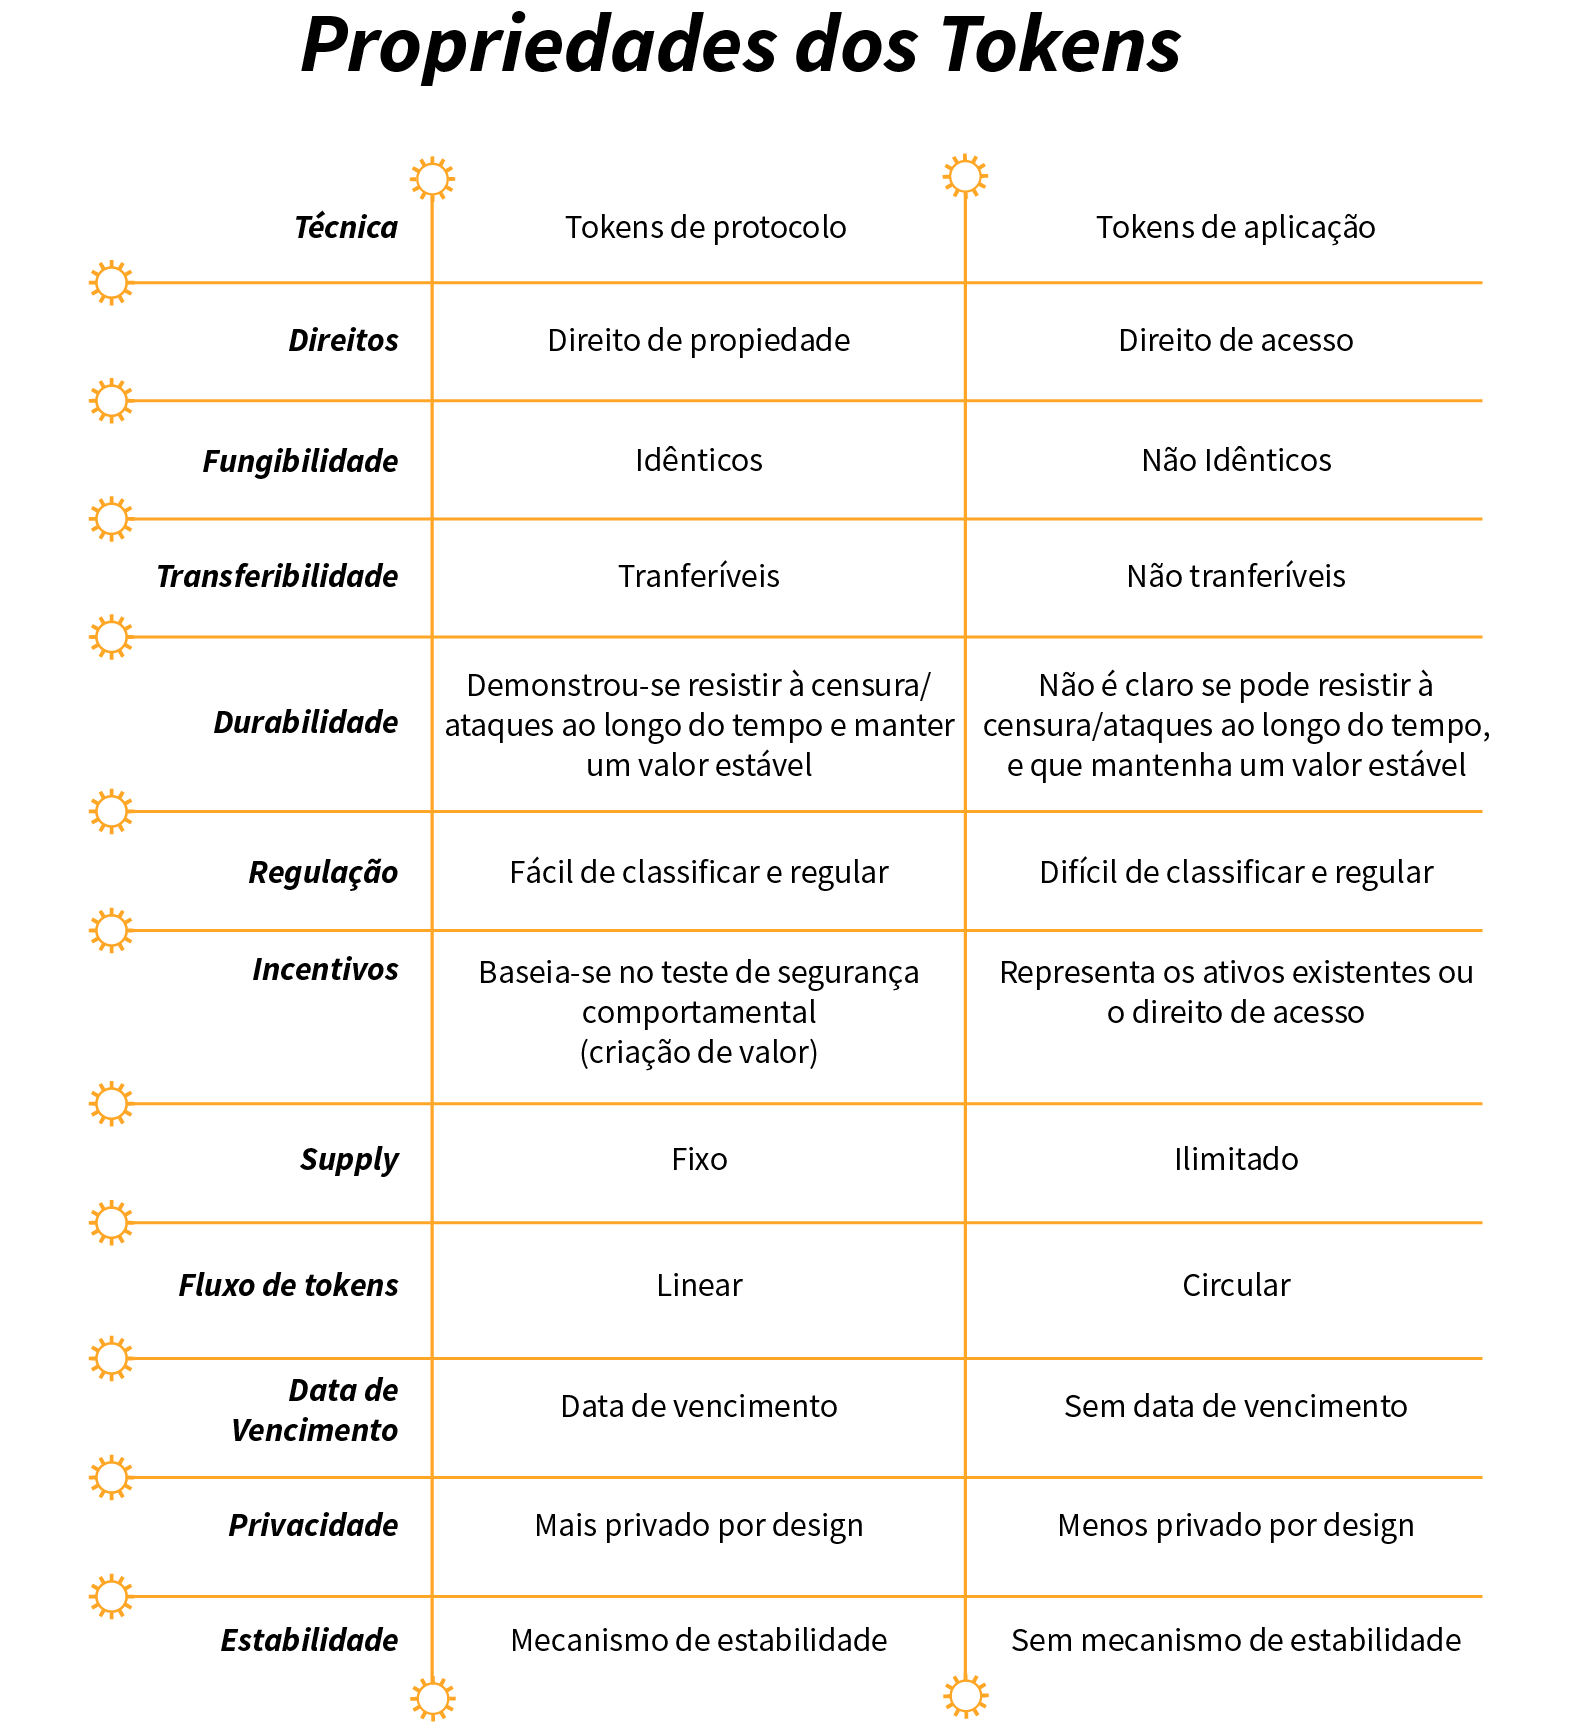 Propriedades dos Tokens
Técnica
Tokens de protocolo
Tokens de aplicação
Direitos
Direito de propiedade
Direito de acesso
Fungibilidade
Idênticos
Não Idênticos
Transferibilidade
Tranferíveis
Não tranferíveis
Durabilidade
Demonstrou-se resistir à censura/
ataques ao longo do tempo e manter
um valor estável
Não é claro se pode resistir à
censura/ataques ao longo do tempo,
e que mantenha um valor estável
Regulação
Fácil de classificar e regular
Difícil de classificar e regular
Incentivos
Baseia-se no teste de segurança
comportamental
(criação de valor)
Representa os ativos existentes ou
o direito de acesso
Supply
Fixo
Ilimitado
Fluxo de tokens
Linear
Circular
Data de
Vencimento
Data de vencimento
Sem data de vencimento
Privacidade
Mais privado por design
Menos privado por design
Estabilidade
Mecanismo de estabilidade
Sem mecanismo de estabilidade